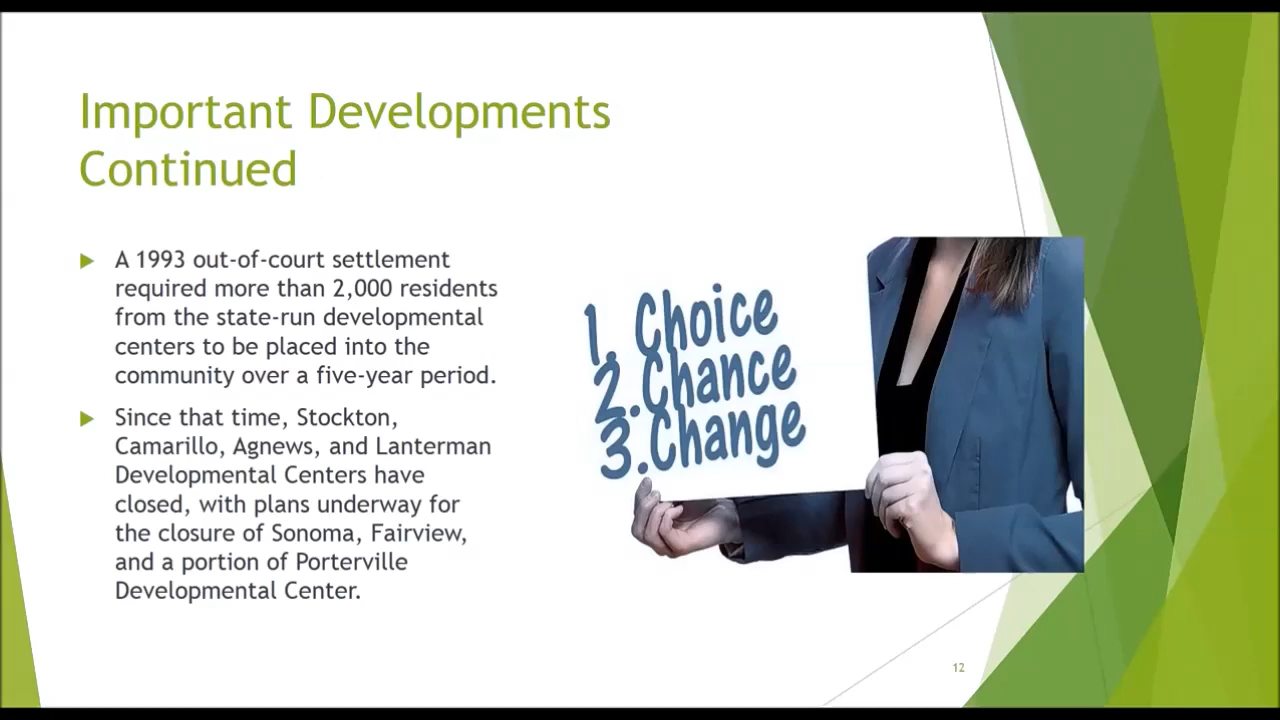 Important Developments
Continued
A 1993 out-of-court settlement
required more than 2,000 residents
from the state-run developmental
centers to be placed into the
community over a five-year period.
Since that time, Stockton,
Camarillo, Agnews, and Lanterman
Developmental Centers have
closed, with plans underway for
the closure of Sonoma, Fairview,
and a portion of Porterville
Developmental Center.
1. Choice
2. Chance
3. Change
12